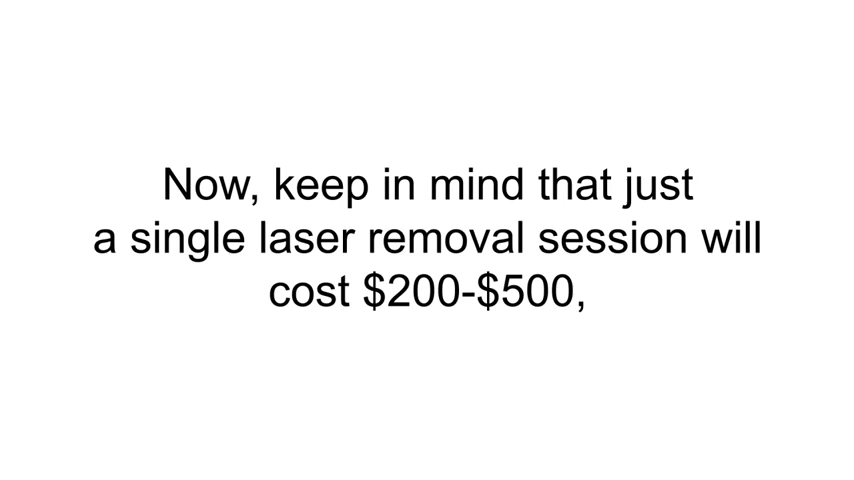 Now, keep in mind that just
a single laser removal session will
cost $200-$500,